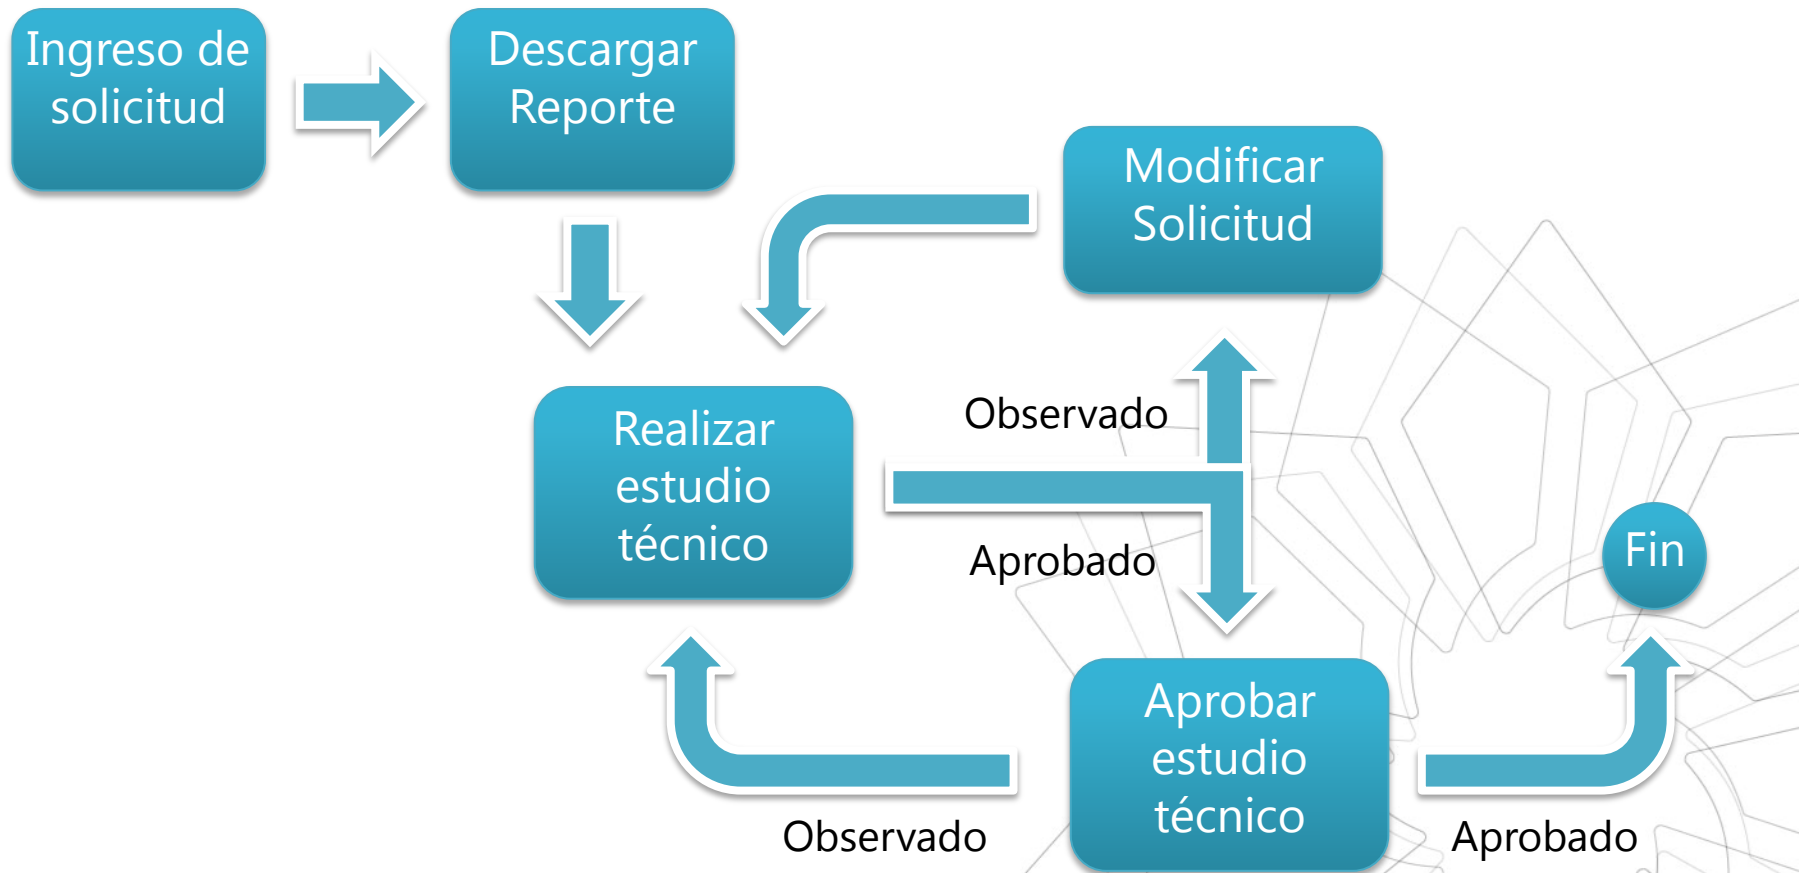 Ingreso de
solicitud
Descargar
Reporte
Modificar
Solicitud
Realizar
estudio
técnico
Observado
Aprobado
Fin
Aprobar
estudio
técnico
Observado
Aprobado